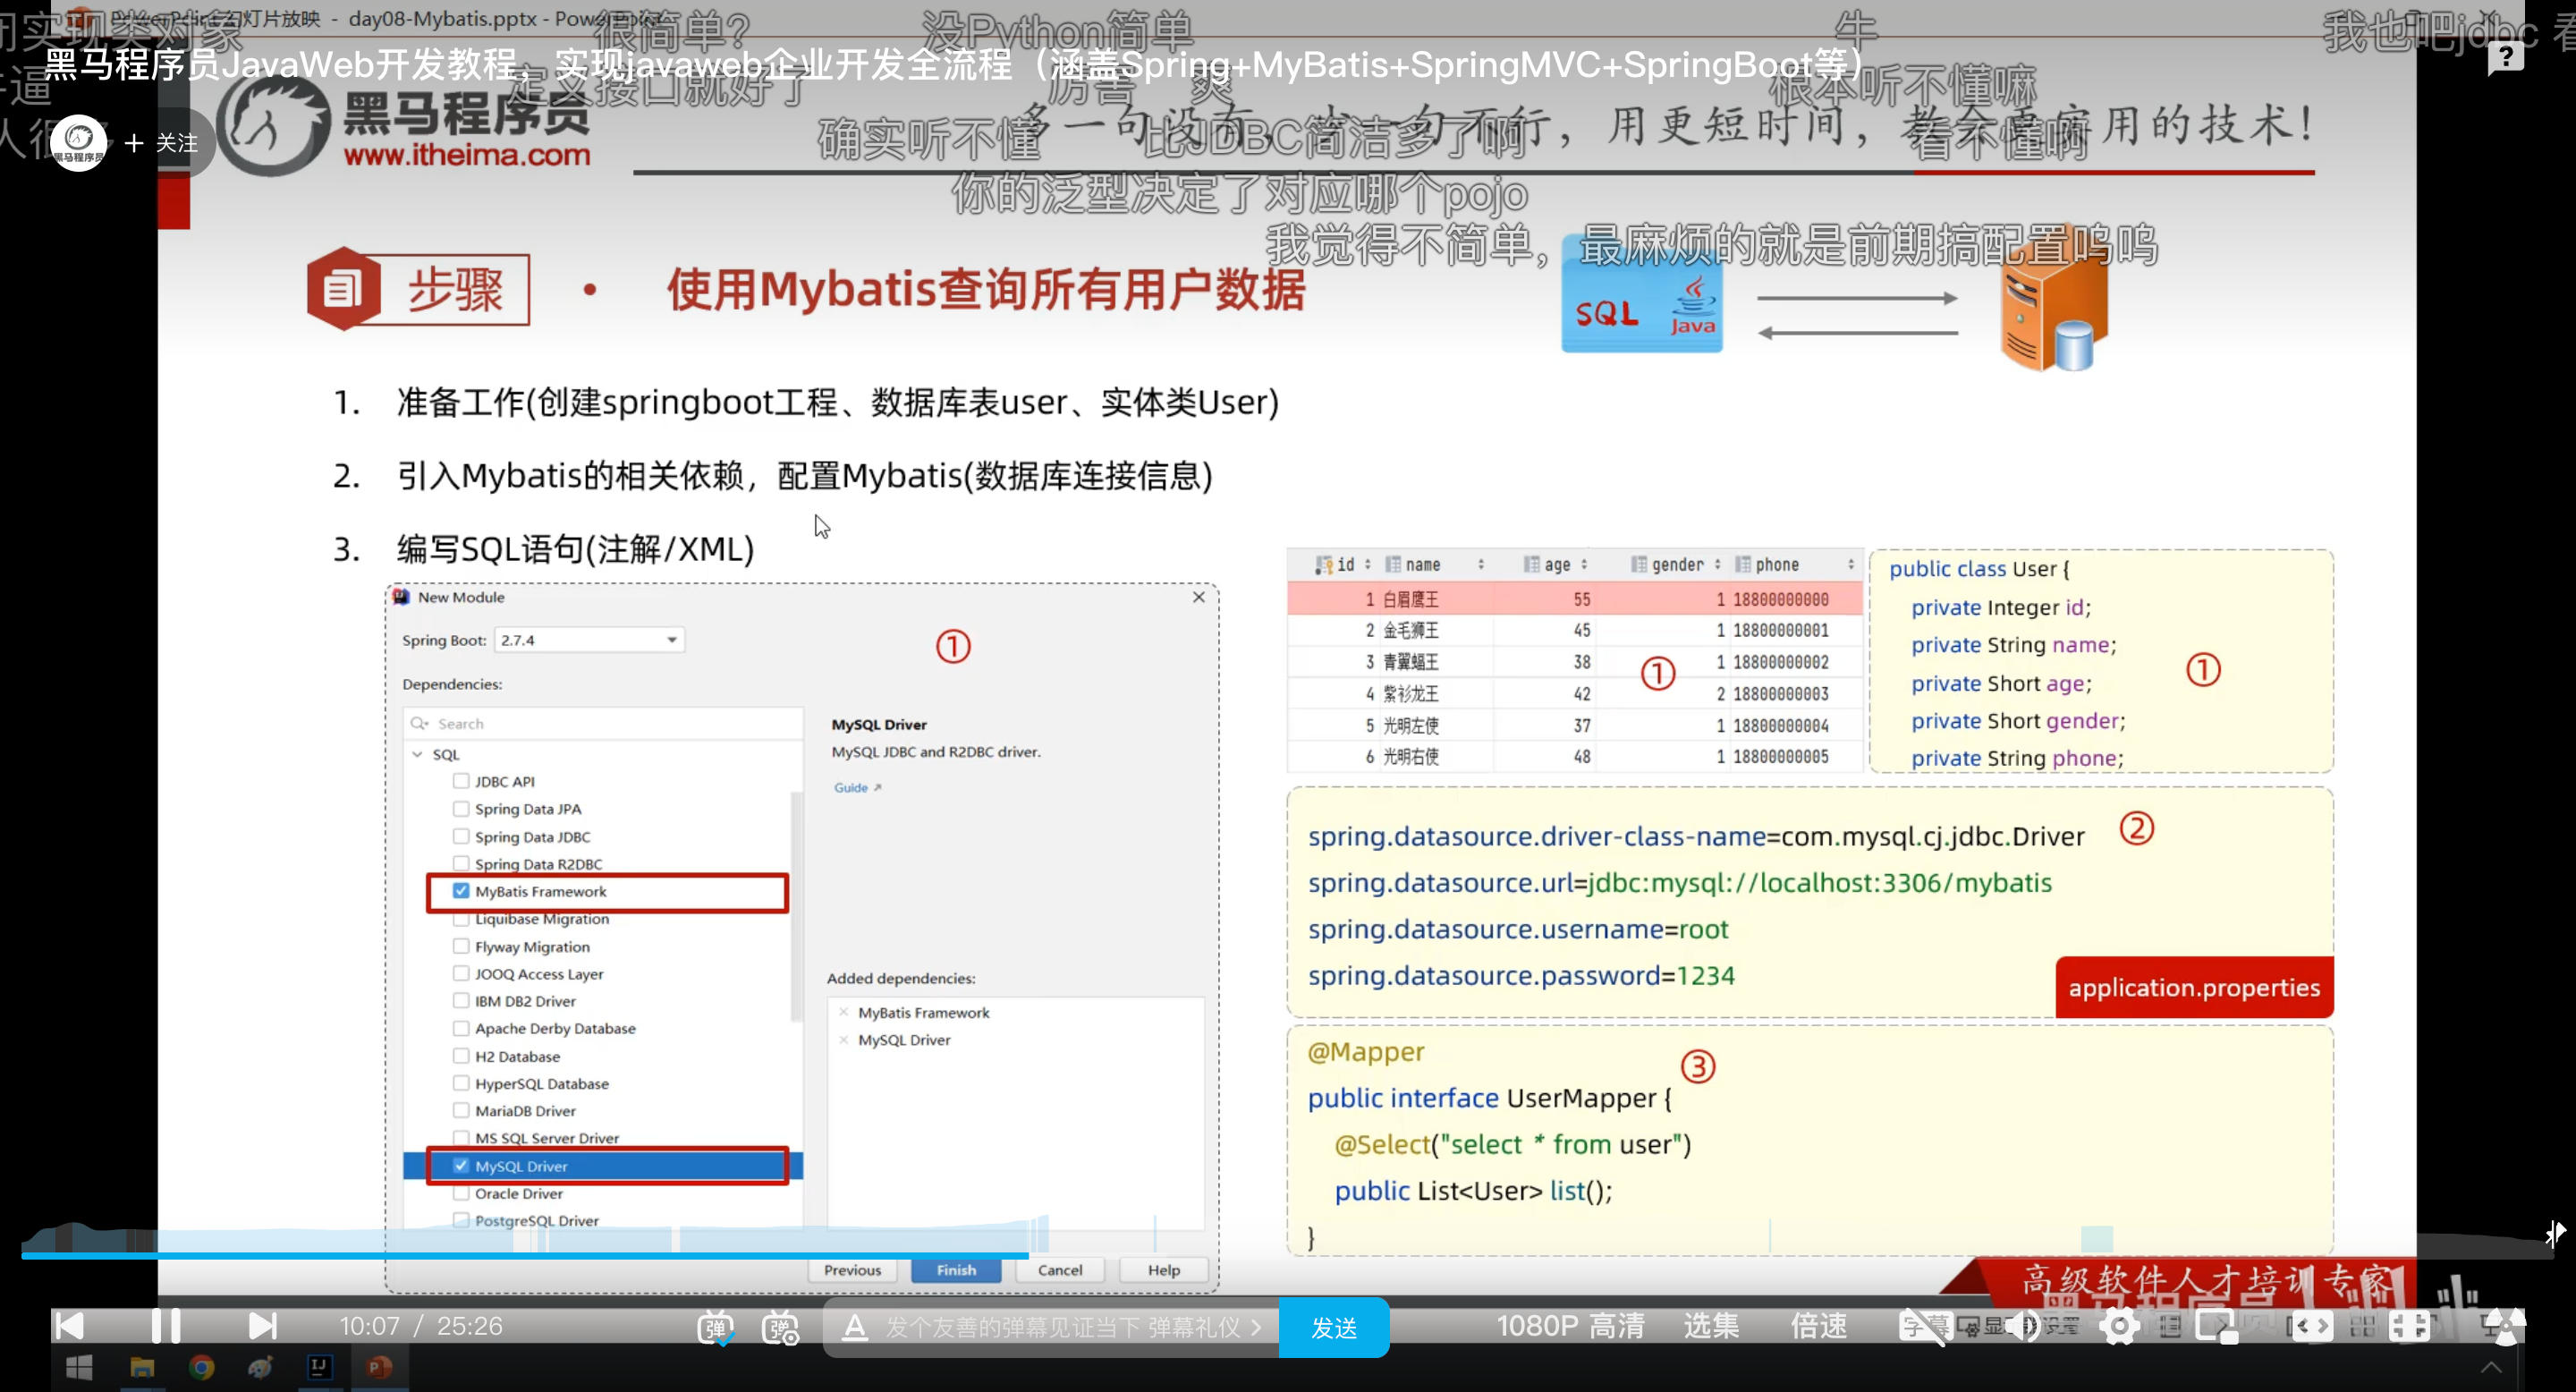 PowerPoint 幻灯片放映 - day08-Mybatis.pptx - PowerPoint
很简单?
没Python简单
牛
我也吧jdbc 看
黑马程序员JavaWeb开发教程，实现javaweb企业开发全流程（涵盖Spring+MyBatis+SpringMVC+SpringBoot等）
定义接口就好了
厉害
爽
根本听不懂嘛
+ 关注
黑马程序员
www.itheima.com
确实听不懂
比JDBC简洁多了啊
看不懂啊
用更短时间，
用的技术!
你的泛型决定了对应哪个pojo
我觉得不简单，最麻烦的就是前期搞配置呜呜
步骤
• 使用Mybatis查询所有用户数据
SQL
Java
1. 准备工作(创建springboot工程、数据库表user、实体类User)
2. 引入Mybatis的相关依赖，配置Mybatis(数据库连接信息)
3. 编写SQL语句(注解/XML)
New Module
Spring Boot: 2.7.4
①
Dependencies:
Search
SQL
JDBC API
Spring Data JPA
Spring Data JDBC
Spring Data R2DBC
MyBatis Framework
Liquibase Migration
Flyway Migration
JOOQ Access Layer
IBM DB2 Driver
Apache Derby Database
H2 Database
HyperSQL Database
MariaDB Driver
MS SQL Server Driver
MySQL Driver
Oracle Driver
PostgreSQL Driver
MySQL Driver
MySQL JDBC and R2DBC driver.
Guide
Added dependencies:
MyBatis Framework
MySQL Driver
Previous
Finish
Cancel
Help
id name age gender phone
1 白眉鹰王 55 1 18800000000
2 金毛狮王 45 1 18800000001
3 青翼蝠王 38 1 18800000002
4 紫衫龙王 42 2 18800000003
5 光明左使 37 1 18800000004
6 光明右使 48 1 18800000005
①
public class User {
private Integer id;
private String name;
private Short age;
private Short gender;
private String phone;
①
spring.datasource.driver-class-name=com.mysql.cj.jdbc.Driver
②
spring.datasource.url=jdbc:mysql://localhost:3306/mybatis
spring.datasource.username=root
spring.datasource.password=1234
application.properties
@Mapper
③
public interface UserMapper {
@Select("select * from user")
public List<User> list();
}
高级软件人才培训专家
10:07 / 25:26
弹
弹
A 发个友善的弹幕见证当下 弹幕礼仪 >
发送
1080P 高清
选集
倍速